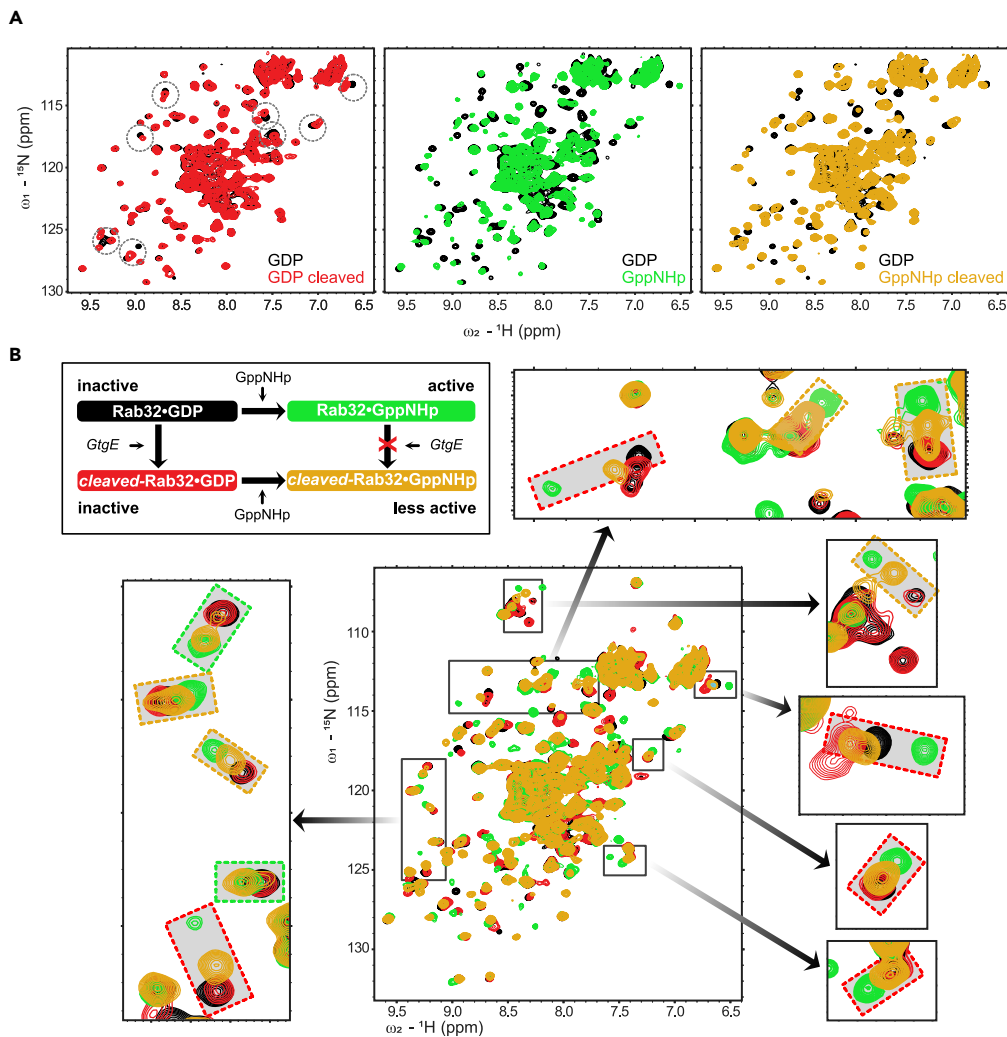 A
ω₁ - ¹⁵N (ppm)
115
120
125
130
GDP
GDP cleaved
GDP
GppNHp
GDP
GppNHp cleaved
9.5 9.0 8.5 8.0 7.5 7.0 6.5
9.5 9.0 8.5 8.0 7.5 7.0 6.5
9.5 9.0 8.5 8.0 7.5 7.0 6.5
ω₂ - ¹H (ppm)
B
inactive GppNHp active
Rab32•GDP Rab32•GppNHp
GtgE GtgE
cleaved-Rab32•GDP cleaved-Rab32•GppNHp
inactive GppNHp less active
ω₁ - ¹⁵N (ppm)
110
115
120
125
130
9.5 9.0 8.5 8.0 7.5 7.0 6.5
ω₂ - ¹H (ppm)